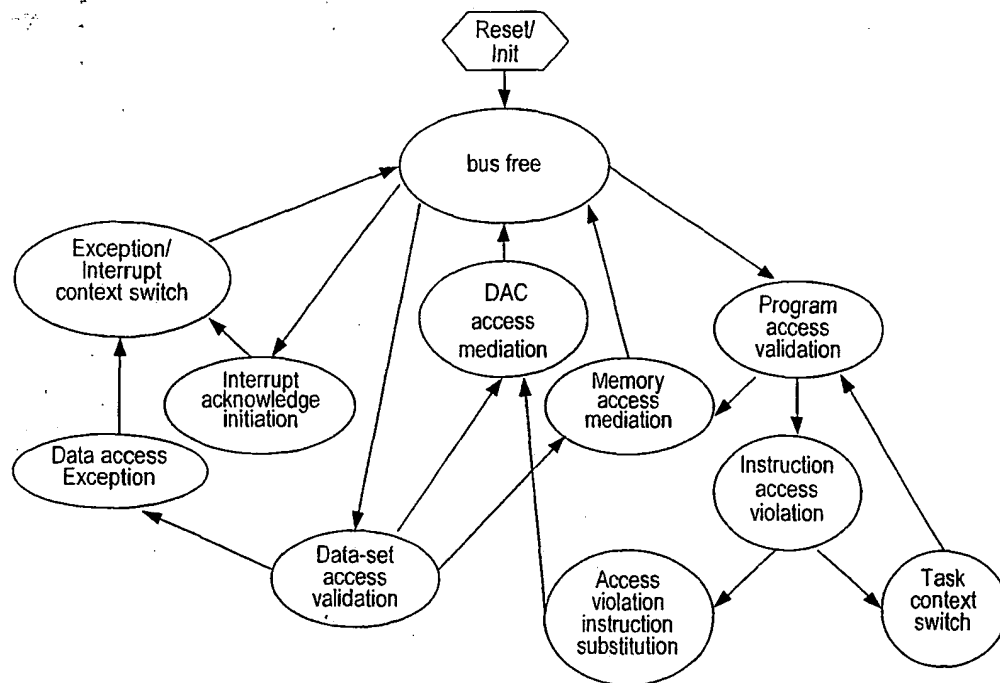 Reset/
Init
bus free
Exception/
Interrupt
context switch
DAC
access
mediation
Program
access
validation
Interrupt
acknowledge
initiation
Memory
access
mediation
Data access
Exception
Instruction
access
violation
Data-set
access
validation
Access
violation
instruction
substitution
Task
context
switch